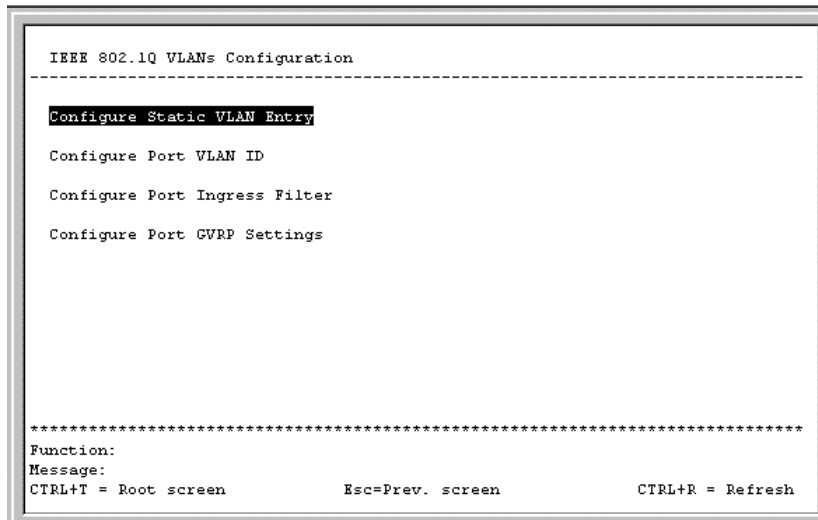 IEEE 802.1Q VLANs Configuration
--------------------------------------------------------------------------------
Configure Static VLAN Entry
Configure Port VLAN ID
Configure Port Ingress Filter
Configure Port GVRP Settings
********************************************************************************
Function:
Message:
CTRL+T = Root screen Esc=Prev. screen CTRL+R = Refresh